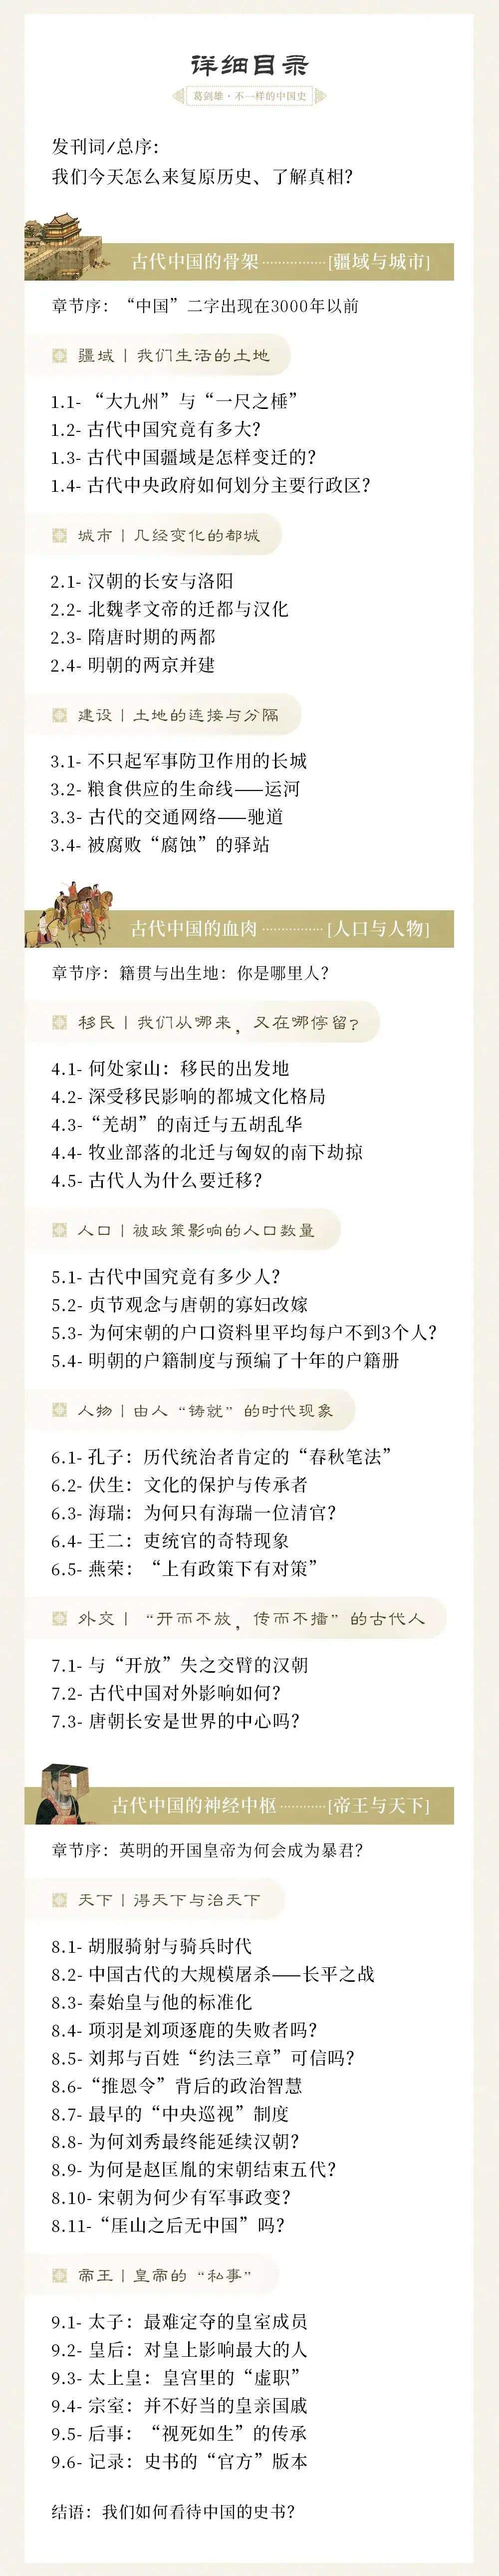 详细目录
葛剑雄·不一样的中国史
发刊词/总序：
我们今天怎么来复原历史、了解真相？
古代中国的骨架……………[疆域与城市]
章节序：“中国”二字出现在3000年以前
疆域｜我们生活的土地
1.1- “大九州”与“一尺之棰”
1.2- 古代中国究竟有多大？
1.3- 古代中国疆域是怎样变迁的？
1.4- 古代中央政府如何划分主要行政区？
城市｜几经变化的都城
2.1- 汉朝的长安与洛阳
2.2- 北魏孝文帝的迁都与汉化
2.3- 隋唐时期的两都
2.4- 明朝的两京并建
建设｜土地的连接与分隔
3.1- 不只起军事防卫作用的长城
3.2- 粮食供应的生命线——运河
3.3- 古代的交通网络——驰道
3.4- 被腐败“腐蚀”的驿站
古代中国的血肉……………[人口与人物]
章节序：籍贯与出生地：你是哪里人？
移民｜我们从哪来，又在哪停留？
4.1- 何处家山：移民的出发地
4.2- 深受移民影响的都城文化格局
4.3-“羌胡”的南迁与五胡乱华
4.4- 牧业部落的北迁与匈奴的南下劫掠
4.5- 古代人为什么要迁移？
人口｜被政策影响的人口数量
5.1- 古代中国究竟有多少人？
5.2- 贞节观念与唐朝的寡妇改嫁
5.3- 为何宋朝的户口资料里平均每户不到3个人？
5.4- 明朝的户籍制度与预编了十年的户籍册
人物｜由人“铸就”的时代现象
6.1- 孔子：历代统治者肯定的“春秋笔法”
6.2- 伏生：文化的保护与传承者
6.3- 海瑞：为何只有海瑞一位清官？
6.4- 王二：吏统官的奇特现象
6.5- 燕荣：“上有政策下有对策”
外交｜“开而不放，传而不播”的古代人
7.1- 与“开放”失之交臂的汉朝
7.2- 古代中国对外影响如何？
7.3- 唐朝长安是世界的中心吗？
古代中国的神经中枢…………[帝王与天下]
章节序：英明的开国皇帝为何会成为暴君？
天下｜得天下与治天下
8.1- 胡服骑射与骑兵时代
8.2- 中国古代的大规模屠杀——长平之战
8.3- 秦始皇与他的标准化
8.4- 项羽是刘项逐鹿的失败者吗？
8.5- 刘邦与百姓“约法三章”可信吗？
8.6-“推恩令”背后的政治智慧
8.7- 最早的“中央巡视”制度
8.8- 为何刘秀最终能延续汉朝？
8.9- 为何是赵匡胤的宋朝结束五代？
8.10- 宋朝为何少有军事政变？
8.11-“厓山之后无中国”吗？
帝王｜皇帝的“私事”
9.1- 太子：最难定夺的皇室成员
9.2- 皇后：对皇上影响最大的人
9.3- 太上皇：皇宫里的“虚职”
9.4- 宗室：并不好当的皇亲国戚
9.5- 后事：“视死如生”的传承
9.6- 记录：史书的“官方”版本
结语：我们如何看待中国的史书？